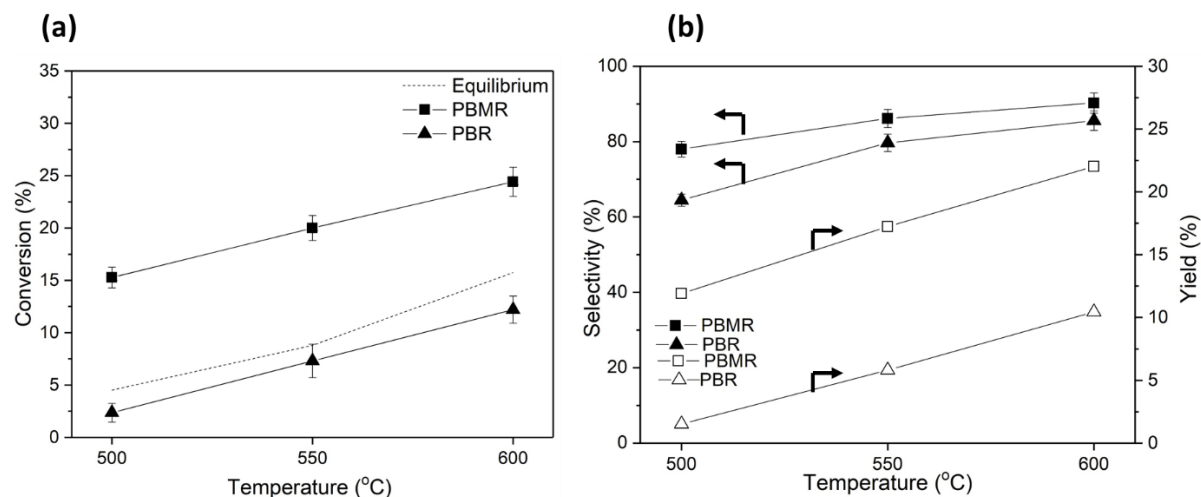 (a)
35
30
25
20
15
10
5
0
Conversion (%)
Equilibrium
PBMR
PBR
500
550
600
Temperature (°C)
(b)
100
80
60
40
20
0
Selectivity (%)
PBMR
PBR
PBMR
PBR
30
25
20
15
10
5
0
Yield (%)
500
550
600
Temperature (°C)